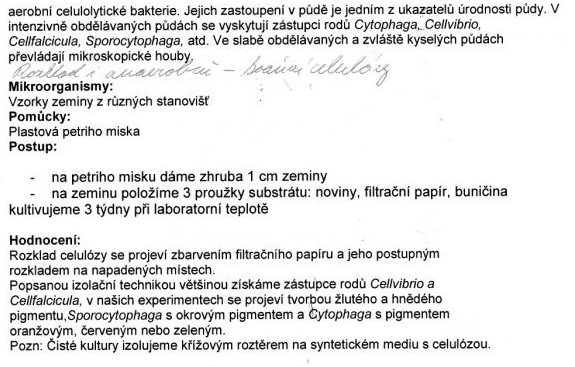 aerobní celulolytické bakterie. Jejich zastoupení v půdě je jedním z ukazatelů úrodnosti půdy. V
intenzivně obdělávaných půdách se vyskytují zástupci rodů Cytophaga, Cellvibrio,
Cellfalcicula, Sporocytophaga, atd. Ve slabě obdělávaných a zvláště kyselých půdách
převládají mikroskopické houby.
Rozklad i anaerobní – kvašení celulózy
Mikroorganismy:
Vzorky zeminy z různých stanovišť
Pomůcky:
Plastová petriho miska
Postup:
- na petriho misku dáme zhruba 1 cm zeminy
- na zeminu položíme 3 proužky substrátu: noviny, filtrační papír, buničina
kultivujeme 3 týdny při laboratorní teplotě
Hodnocení:
Rozklad celulózy se projeví zbarvením filtračního papíru a jeho postupným
rozkladem na napadených místech.
Popsanou izolační technikou většinou získáme zástupce rodů Cellvibrio a
Cellfalcicula, v našich experimentech se projeví tvorbou žlutého a hnědého
pigmentu,Sporocytophaga s okrovým pigmentem a Cytophaga s pigmentem
oranžovým, červeným nebo zeleným.
Pozn: Čisté kultury izolujeme křížovým roztěrem na syntetickém mediu s celulózou.